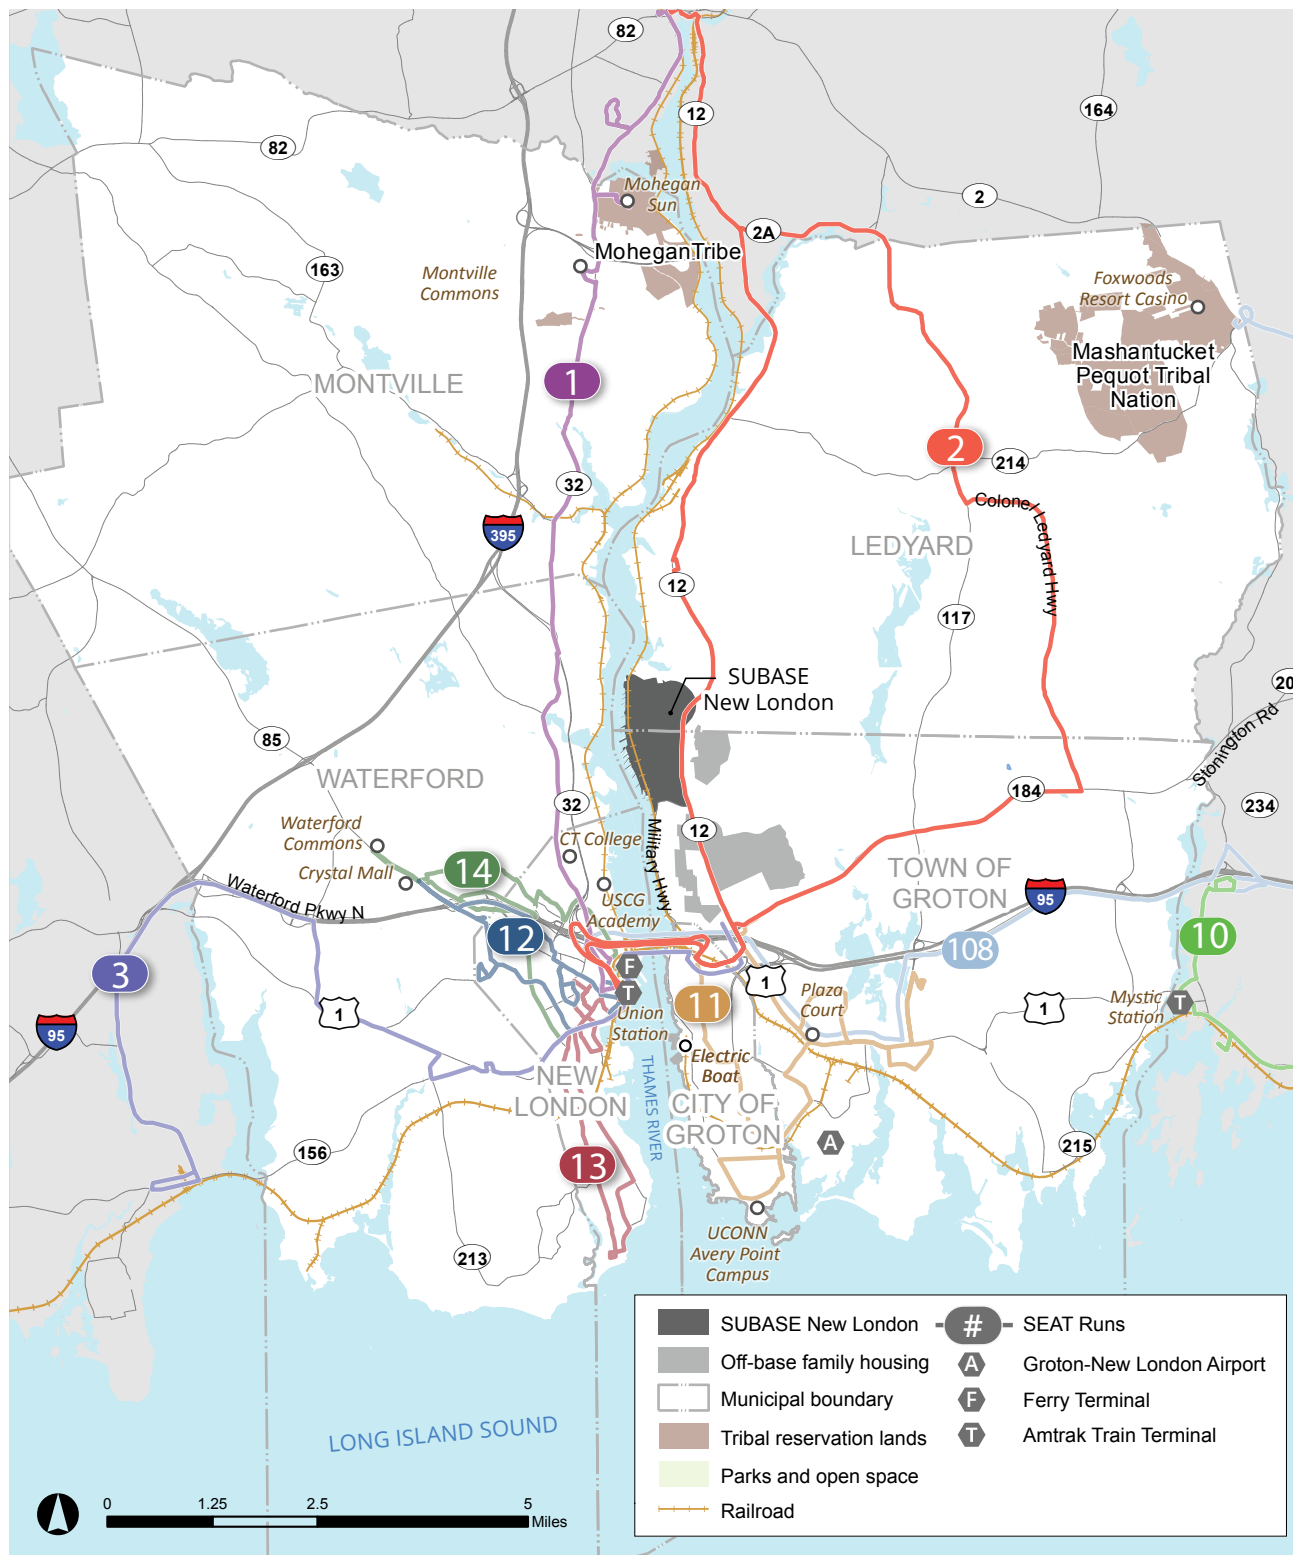 82
164
12
82
2
Mohegan
Sun
2A
Mohegan Tribe
163
Montville
Commons
Foxwoods
Resort Casino
Mashantucket
Pequot Tribal
Nation
MONTVILLE
1
2
214
32
Colonel Ledyard Hwy
395
LEDYARD
12
117
SUBASE
New London
20
Stonington Rd
85
WATERFORD
184
32
234
Waterford
Commons
12
Military Hwy
CT College
Crystal Mall
14
TOWN OF
GROTON
Waterford Pkwy N
USCG
Academy
95
12
108
10
3
F
T
1
Plaza
Court
11
Mystic
Station
T
1
1
95
Union
Station
Electric
Boat
THAMES RIVER
NEW
LONDON
CITY OF
GROTON
A
156
215
13
UCONN
Avery Point
Campus
213
SUBASE New London
#
SEAT Runs
Off-base family housing
A
Groton-New London Airport
Municipal boundary
F
Ferry Terminal
Tribal reservation lands
T
Amtrak Train Terminal
Parks and open space
Railroad
LONG ISLAND SOUND
0
1.25
2.5
5
Miles